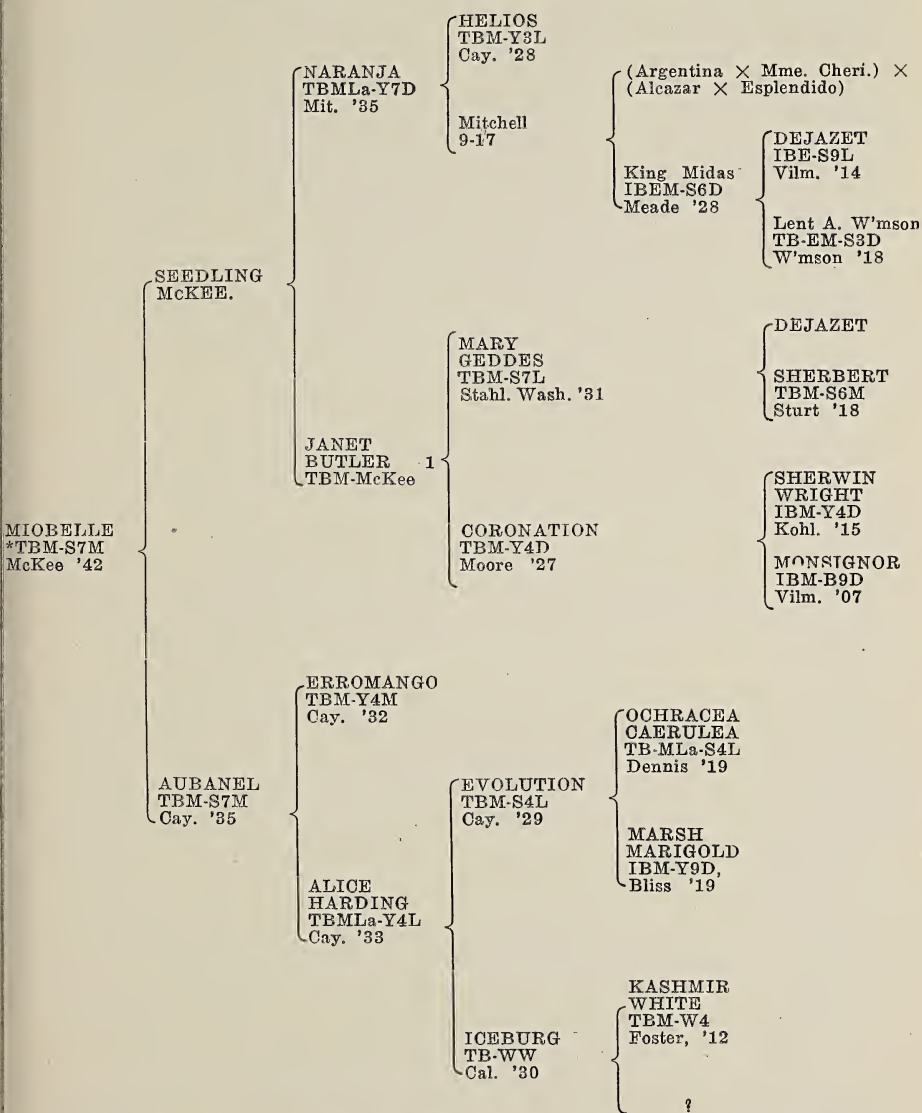 HELIOS
TBM-Y3L
Cay. '28
NARANJA
TBMLa-Y7D
Mit. '35
(Argentina × Mme. Cheri.) ×
(Alcazar × Esplendido)
Mitchell
9-17
DEJAZET
IBE-S9L
Vilm. '14
King Midas
IBEM-S6D
Meade '28
Lent A. W'mson
TB-EM-S3D
W'mson '18
SEEDLING
McKEE.
MARY
GEDDES
TBM-S7L
Stahl. Wash. '31
DEJAZET
SHERBERT
TBM-S6M
Sturt '18
JANET
BUTLER 1
TBM-McKee
CORONATION
TBM-Y4D
Moore '27
SHERWIN
WRIGHT
IBM-Y4D
Kohl. '15
MONSIGNOR
IBM-B9D
Vilm. '07
MIOBELLE
*TBM-S7M
McKee '42
ERROMANGO
TBM-Y4M
Cay. '32
AUBANEL
TBM-S7M
Cay. '35
EVOLUTION
TBM-S4L
Cay. '29
OCHRACEA
CAERULEA
TB-MLa-S4L
Dennis '19
MARSH
MARIGOLD
IBM-Y9D,
Bliss '19
ALICE
HARDING
TBMLa-Y4L
Cay. '33
ICEBURG
TB-WW
Cal. '30
KASHMIR
WHITE
TBM-W4
Foster, '12
?